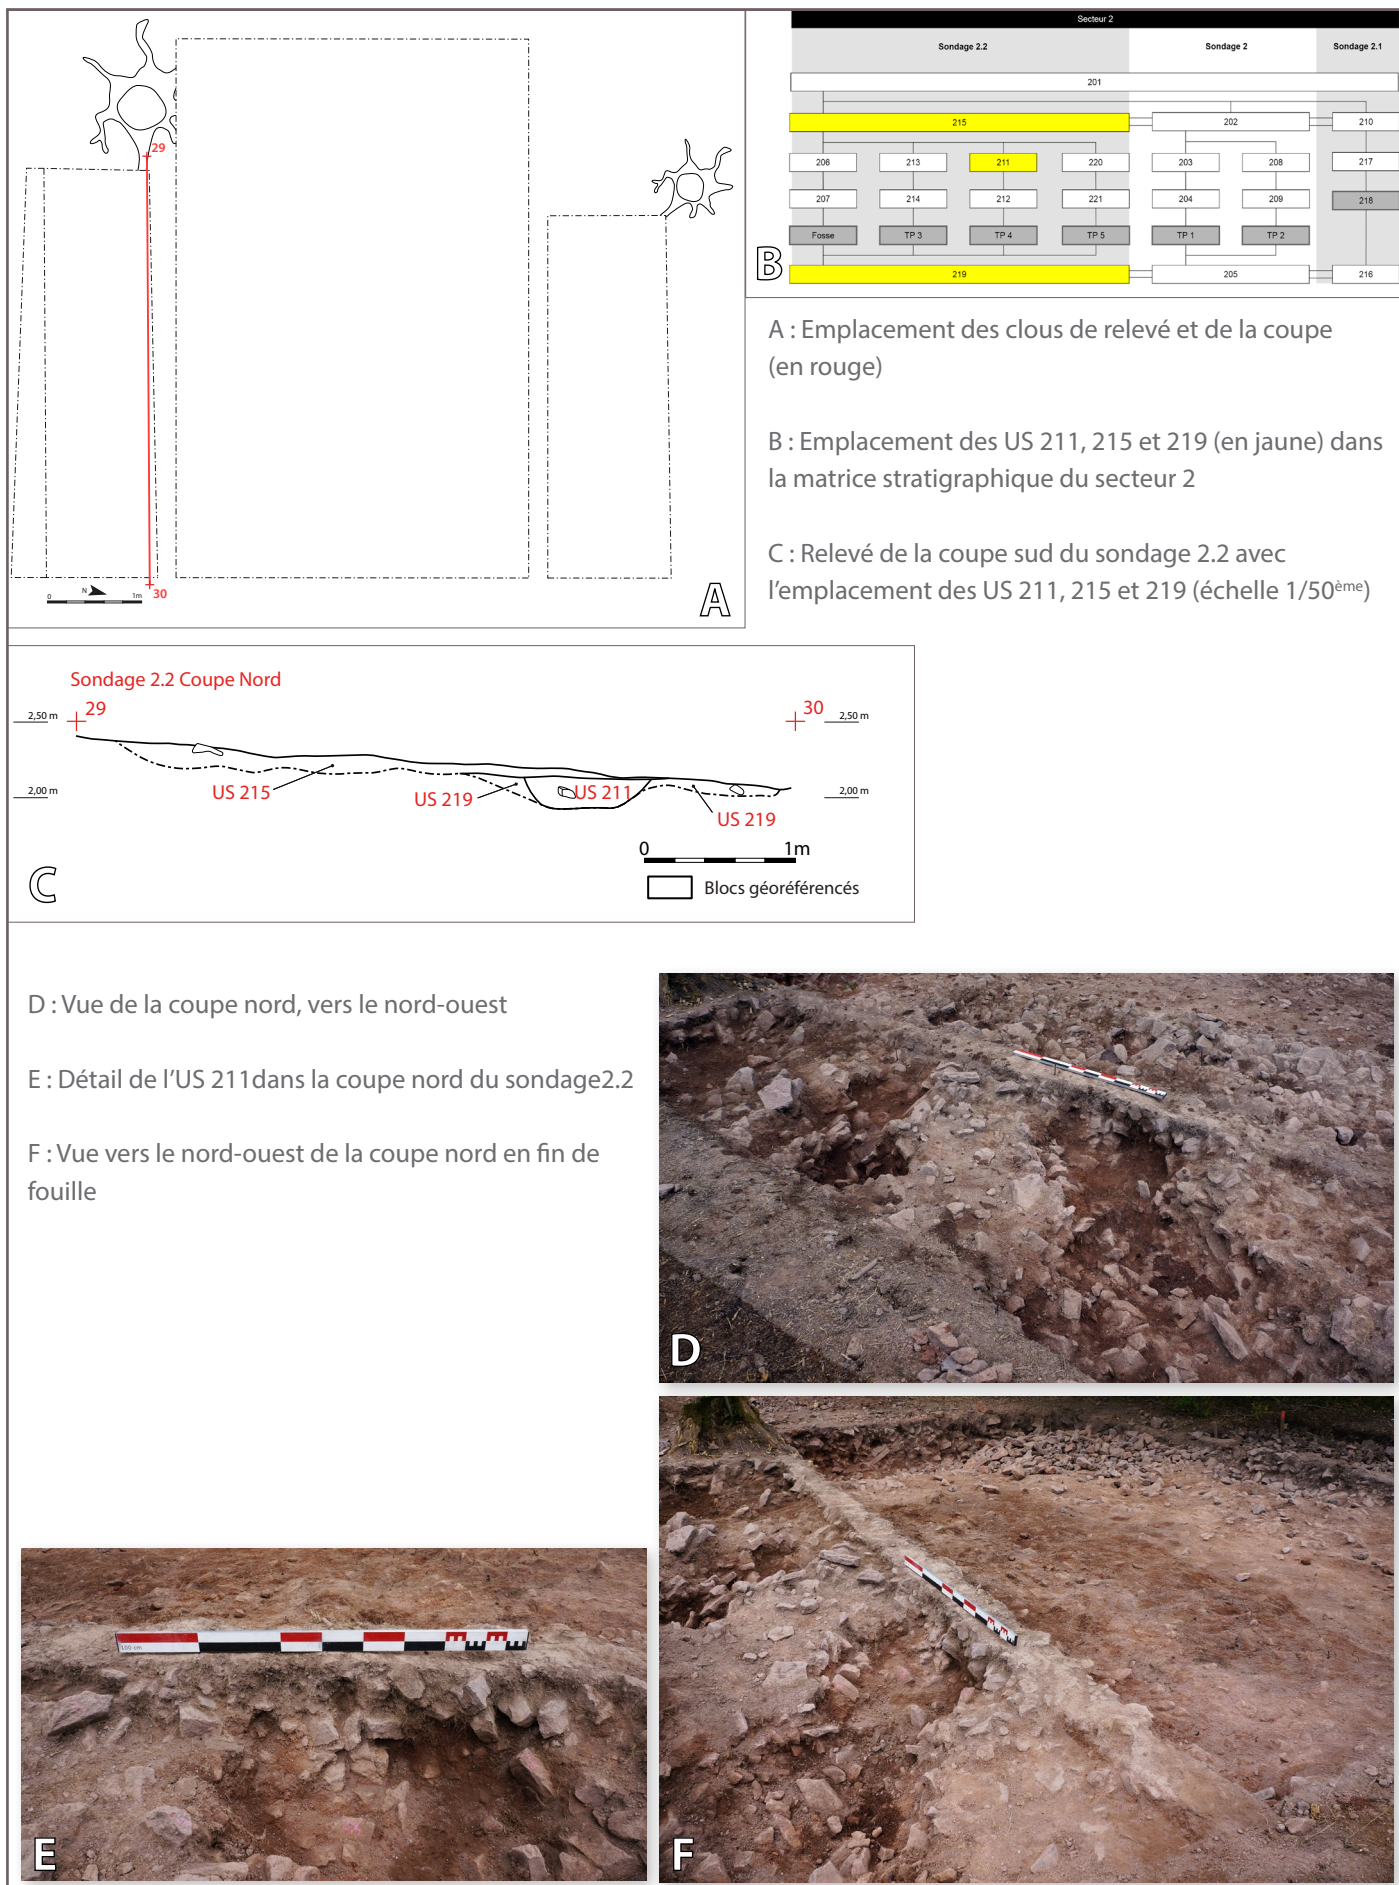 29
30
0 N 1m
A
Secteur 2
Sondage 2.2 Sondage 2 Sondage 2.1
201
215 202 210
206 213 211 220 203 208 217
207 214 212 221 204 209 218
Fosse TP 3 TP 4 TP 5 TP 1 TP 2
219 205 216
B
A : Emplacement des clous de relevé et de la coupe
(en rouge)
B : Emplacement des US 211, 215 et 219 (en jaune) dans
la matrice stratigraphique du secteur 2
C : Relevé de la coupe sud du sondage 2.2 avec
l'emplacement des US 211, 215 et 219 (échelle 1/50ème)
Sondage 2.2 Coupe Nord
29 30
2,50 m 2,50 m
2,00 m 2,00 m
US 215
US 219
US 211
US 219
0 1m
Blocs géoréférencés
C
D : Vue de la coupe nord, vers le nord-ouest
E : Détail de l'US 211dans la coupe nord du sondage2.2
F : Vue vers le nord-ouest de la coupe nord en fin de
fouille
D
100 cm
E
F